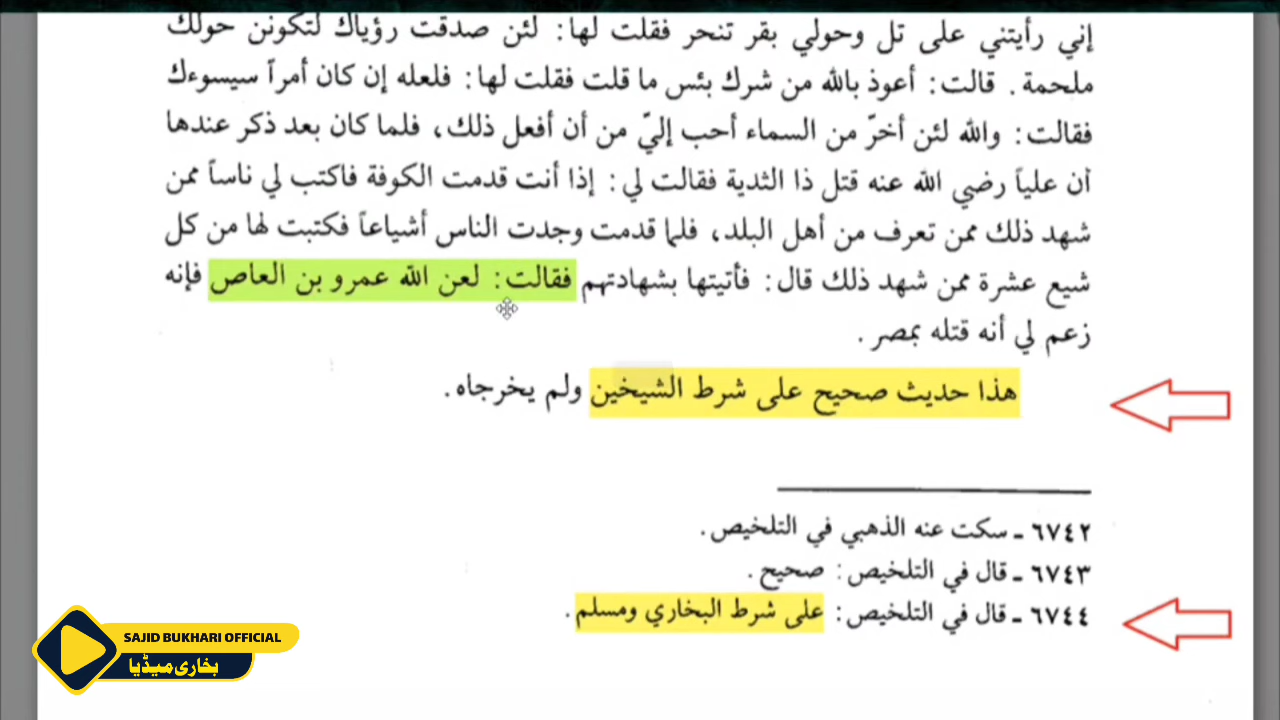 إني رأيتني على تل وحولي بقر تنحر فقلت لها: لئن صدقت رؤياك لتكونن حولك
ملحمة. قالت: أعوذ بالله من شرك بئس ما قلت فقلت لها: فلعله إن كان أمراً سيسوءك
فقالت: والله لئن أخرّ من السماء أحب إليّ من أن أفعل ذلك، فلما كان بعد ذكر عندها
أن علياً رضي الله عنه قتل ذا الثدية فقالت لي: إذا أنت قدمت الكوفة فاكتب لي ناساً ممن
شهد ذلك ممن تعرف من أهل البلد، فلما قدمت وجدت الناس أشياعاً فكتبت لها من كل
شيع عشرة ممن شهد ذلك قال: فأتيتها بشهادتهم فقالت: لعن الله عمرو بن العاص فإنه
زعم لي أنه قتله بمصر.
هذا حديث صحيح على شرط الشيخين ولم يخرجاه.
٦٧٤٢ ـ سكت عنه الذهبي في التلخيص.
٦٧٤٣ ـ قال في التلخيص: صحيح.
٦٧٤٤ ـ قال في التلخيص: على شرط البخاري ومسلم.
SAJID BUKHARI OFFICIAL
بخاری میڈیا